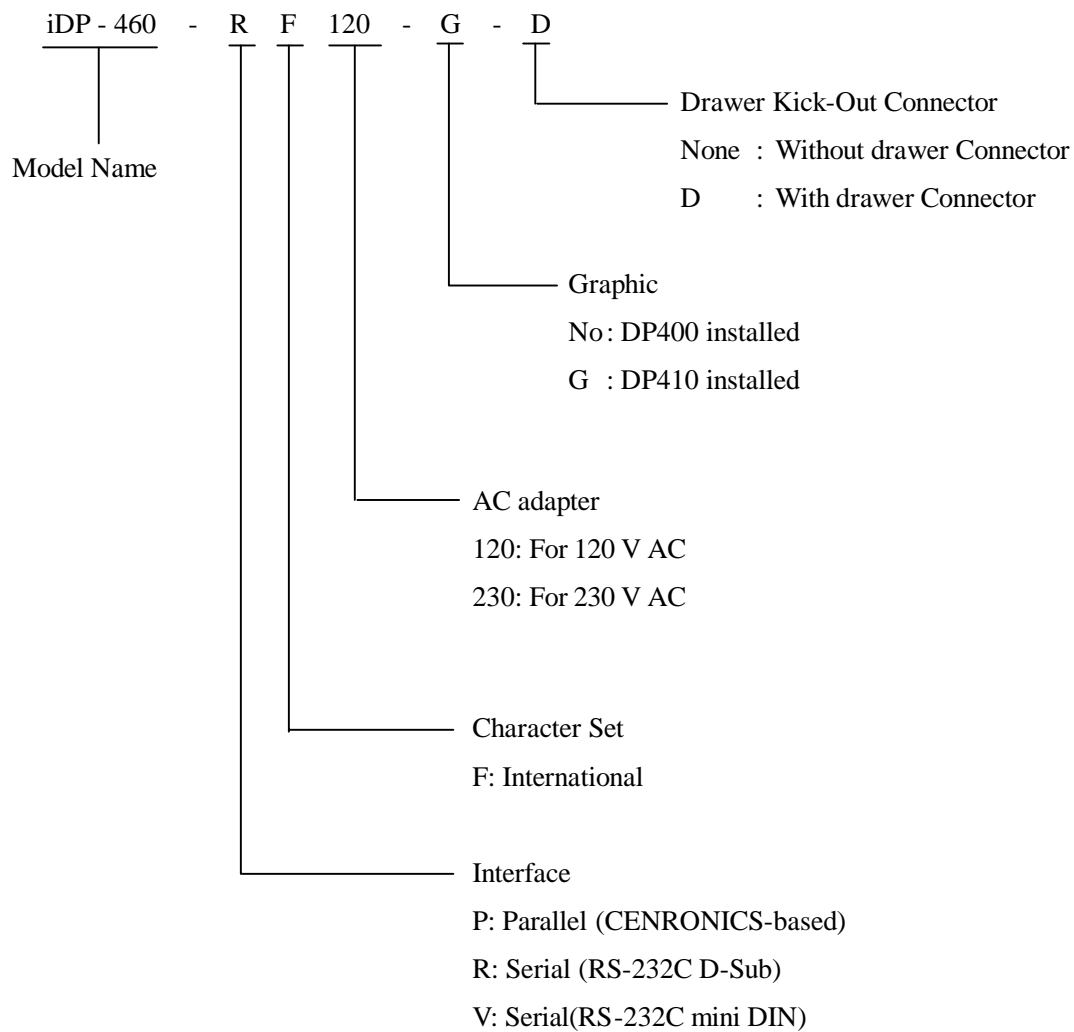 iDP - 460 - R F 120 - G - D
Drawer Kick-Out Connector
None : Without drawer Connector
D : With drawer Connector
Model Name
Graphic
No : DP400 installed
G : DP410 installed
AC adapter
120: For 120 V AC
230: For 230 V AC
Character Set
F: International
Interface
P: Parallel (CENRONICS-based)
R: Serial (RS-232C D-Sub)
V: Serial(RS-232C mini DIN)